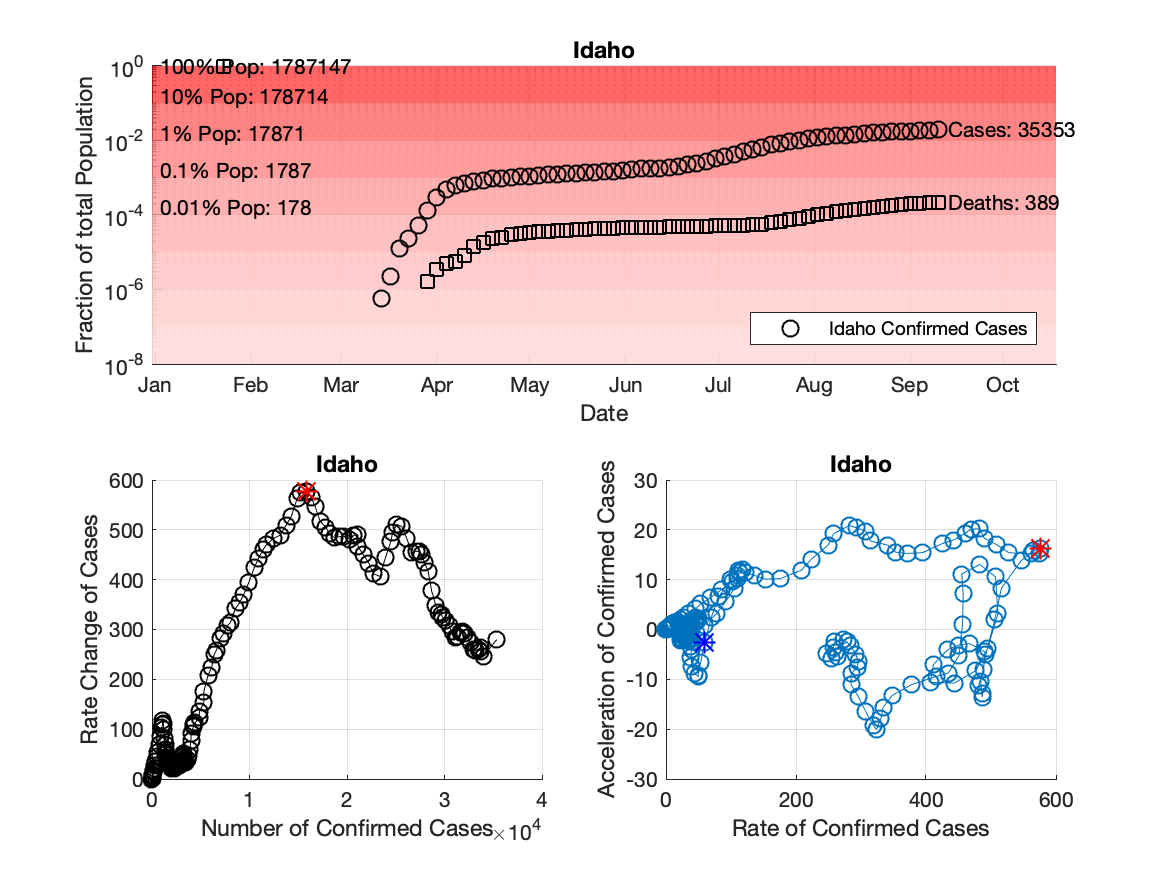 Idaho
10^0
10^-2
10^-4
10^-6
10^-8
Fraction of total Population
100% Pop: 1787147
10% Pop: 178714
1% Pop: 17871
0.1% Pop: 1787
0.01% Pop: 178
Cases: 35353
Deaths: 389
Idaho Confirmed Cases
Jan Feb Mar Apr May Jun Jul Aug Sep Oct
Date
Idaho
600
500
400
300
200
100
0
Rate Change of Cases
0 1 2 3 4
Number of Confirmed Cases ×10^4
Idaho
30
20
10
0
-10
-20
-30
Acceleration of Confirmed Cases
0 200 400 600
Rate of Confirmed Cases